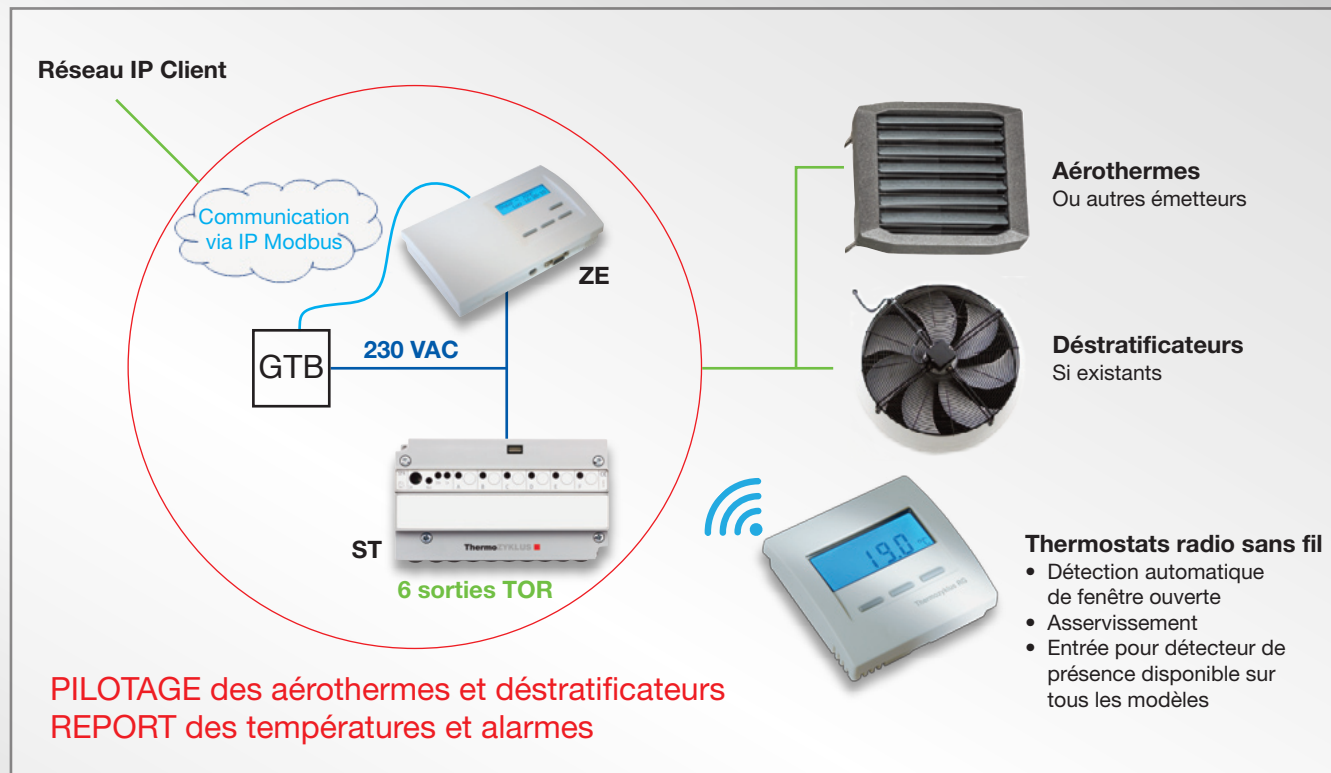 Réseau IP Client
Communication
via IP Modbus
ZE
GTB
230 VAC
ThermoZYKLUS
ST
6 sorties TOR
Aérothermes
Ou autres émetteurs
Déstratificateurs
Si existants
19.0 °C
Thermozyklus AG
Thermostats radio sans fil
• Détection automatique
de fenêtre ouverte
• Asservissement
• Entrée pour détecteur de
présence disponible sur
tous les modèles
PILOTAGE des aérothermes et déstratificateurs
REPORT des températures et alarmes